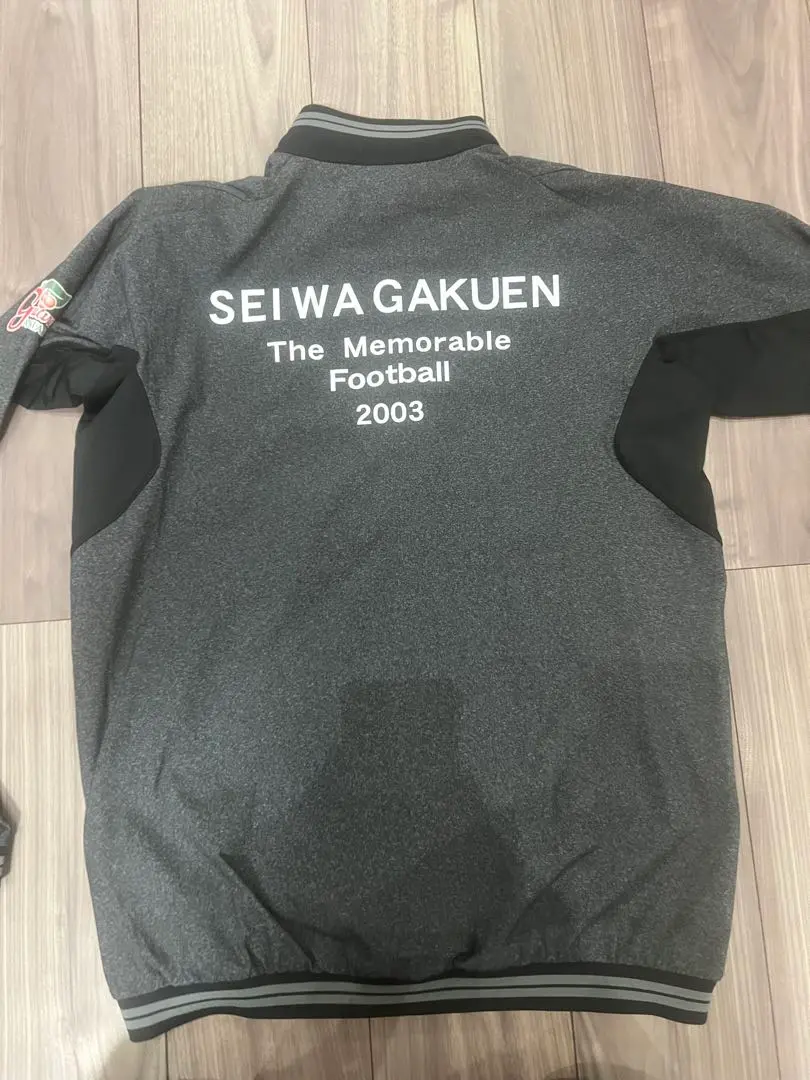 SEIWA GAKUEN
The Memorable
Football
2003